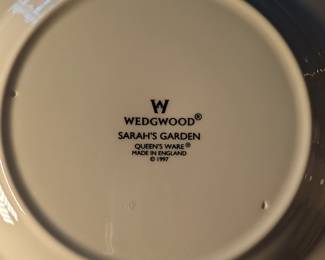 W
WEDGWOOD®
SARAH'S GARDEN
QUEEN'S WARE®
MADE IN ENGLAND
© 1997